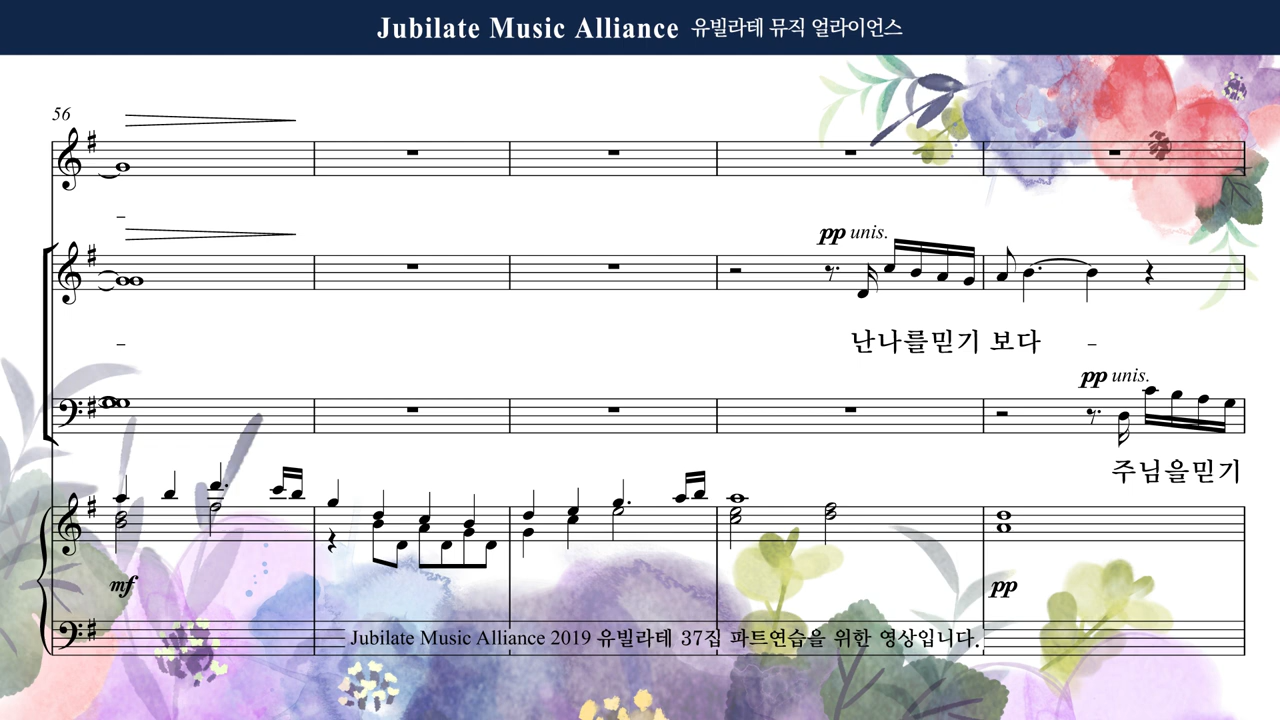 Jubilate Music Alliance 유빌라테 뮤직 얼라이언스
56
pp unis.
난나를믿기 보다
pp unis.
주님을믿기
mf
pp
Jubilate Music Alliance 2019 유빌라테 37집 파트연습을 위한 영상입니다.